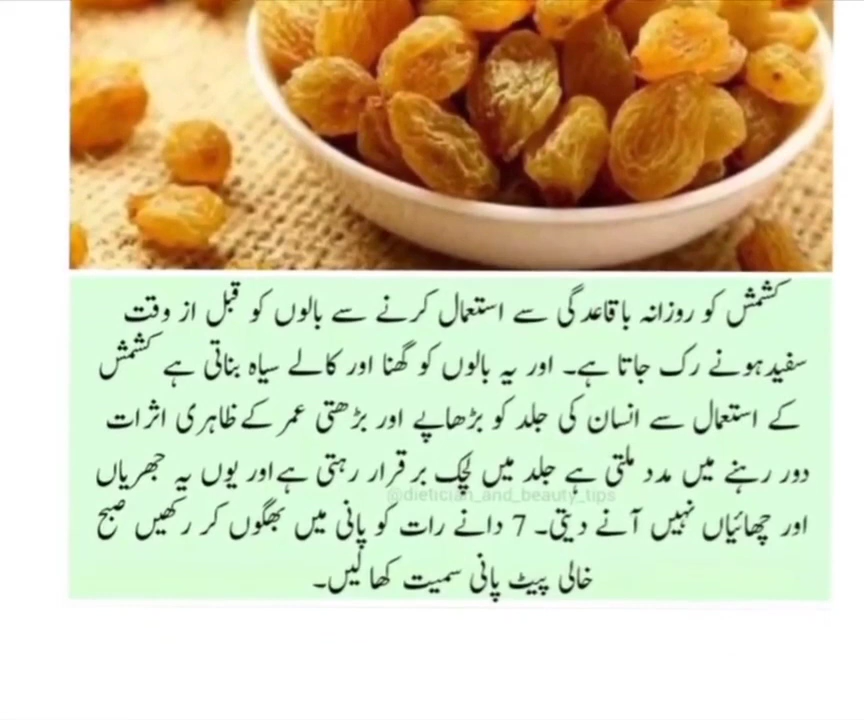 کشمش کو روزانہ باقاعدگی سے استعمال کرنے سے بالوں کو قبل از وقت
سفید ہونے رک جاتا ہے۔ اور یہ بالوں کو گھنا اور کالے سیاہ بناتی ہے کشمش
کے استعمال سے انسان کی جلد کو بڑھاپے اور بڑھتی عمر کے ظاہری اثرات
دور رہنے میں مدد ملتی ہے جلد میں لچک برقرار رہتی ہے اور یوں یہ جھریاں
@dietician_and_beauty_tips
اور چھائیاں نہیں آنے دیتی۔ 7 دانے رات کو پانی میں بھگوں کر رکھیں صبح
خالی پیٹ پانی سمیت کھا لیں۔